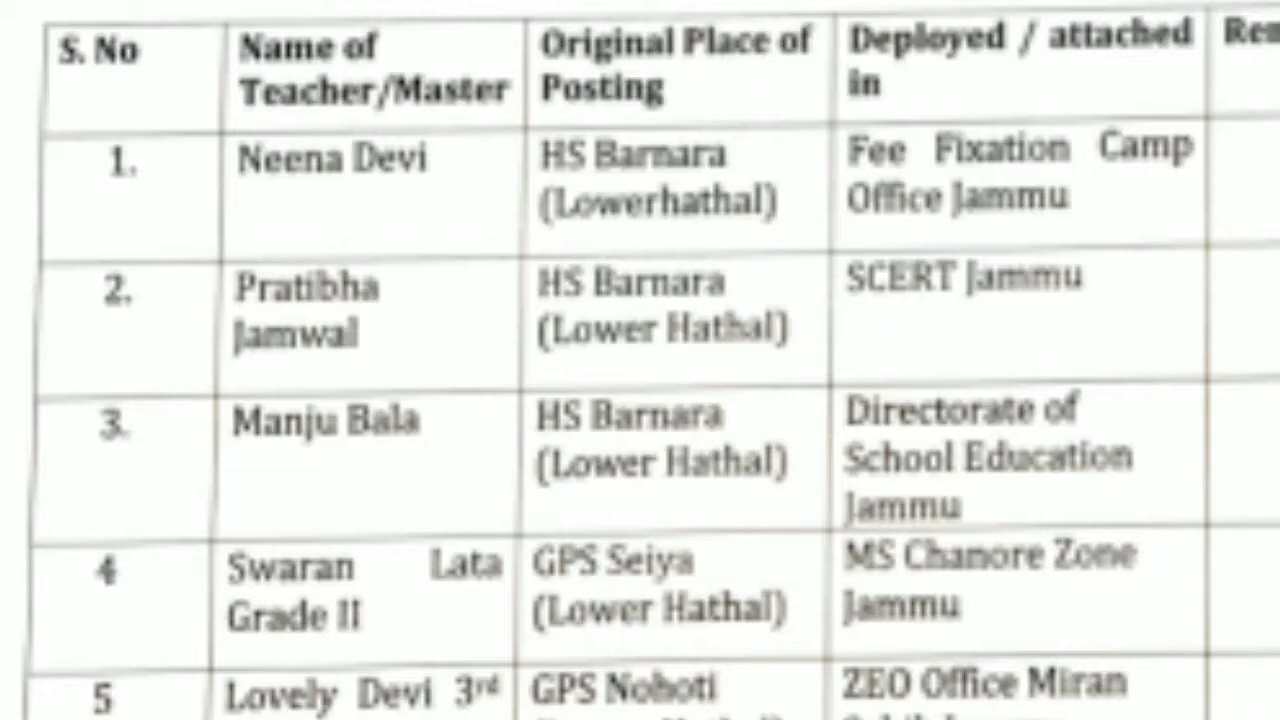 S. No
Name of
Teacher/Master
Original Place of
Posting
Deployed / attached
in
1.
Neena Devi
HS Barnara
(Lowerhathal)
Fee Fixation Camp
Office Jammu
2.
Pratibha
Jamwal
HS Barnara
(Lower Hathal)
SCERT Jammu
3.
Manju Bala
HS Barnara
(Lower Hathal)
Directorate of
School Education
Jammu
4
Swaran Lata
Grade II
GPS Seiya
(Lower Hathal)
MS Chanore Zone
Jammu
5
Lovely Devi 3rd
GPS Nohoti
ZEO Office Miran